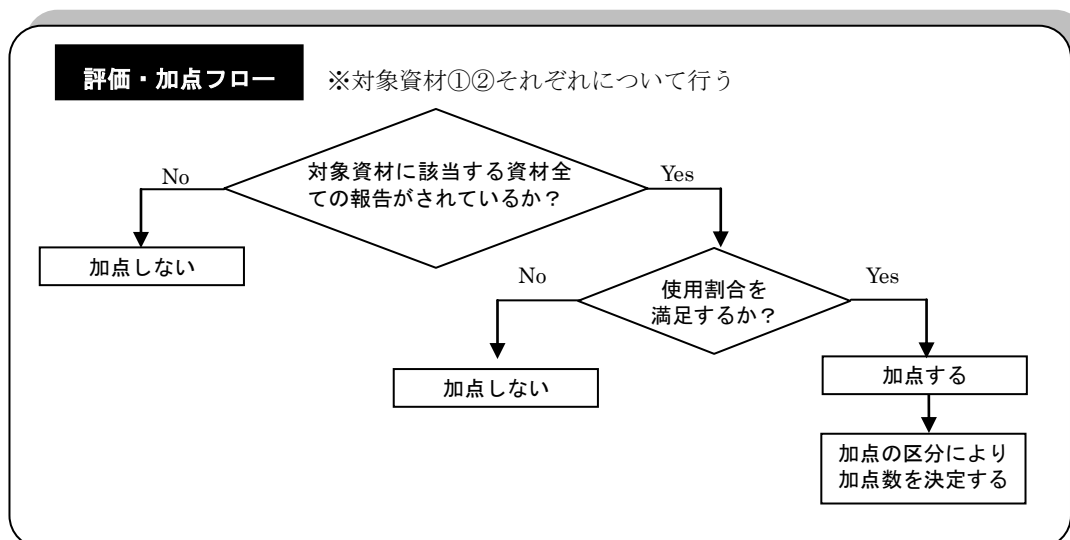 評価・加点フロー ※対象資材①②それぞれについて行う
対象資材に該当する資材全
ての報告がされているか？
No
Yes
加点しない
使用割合を
満足するか？
No
Yes
加点しない
加点する
加点の区分により
加点数を決定する